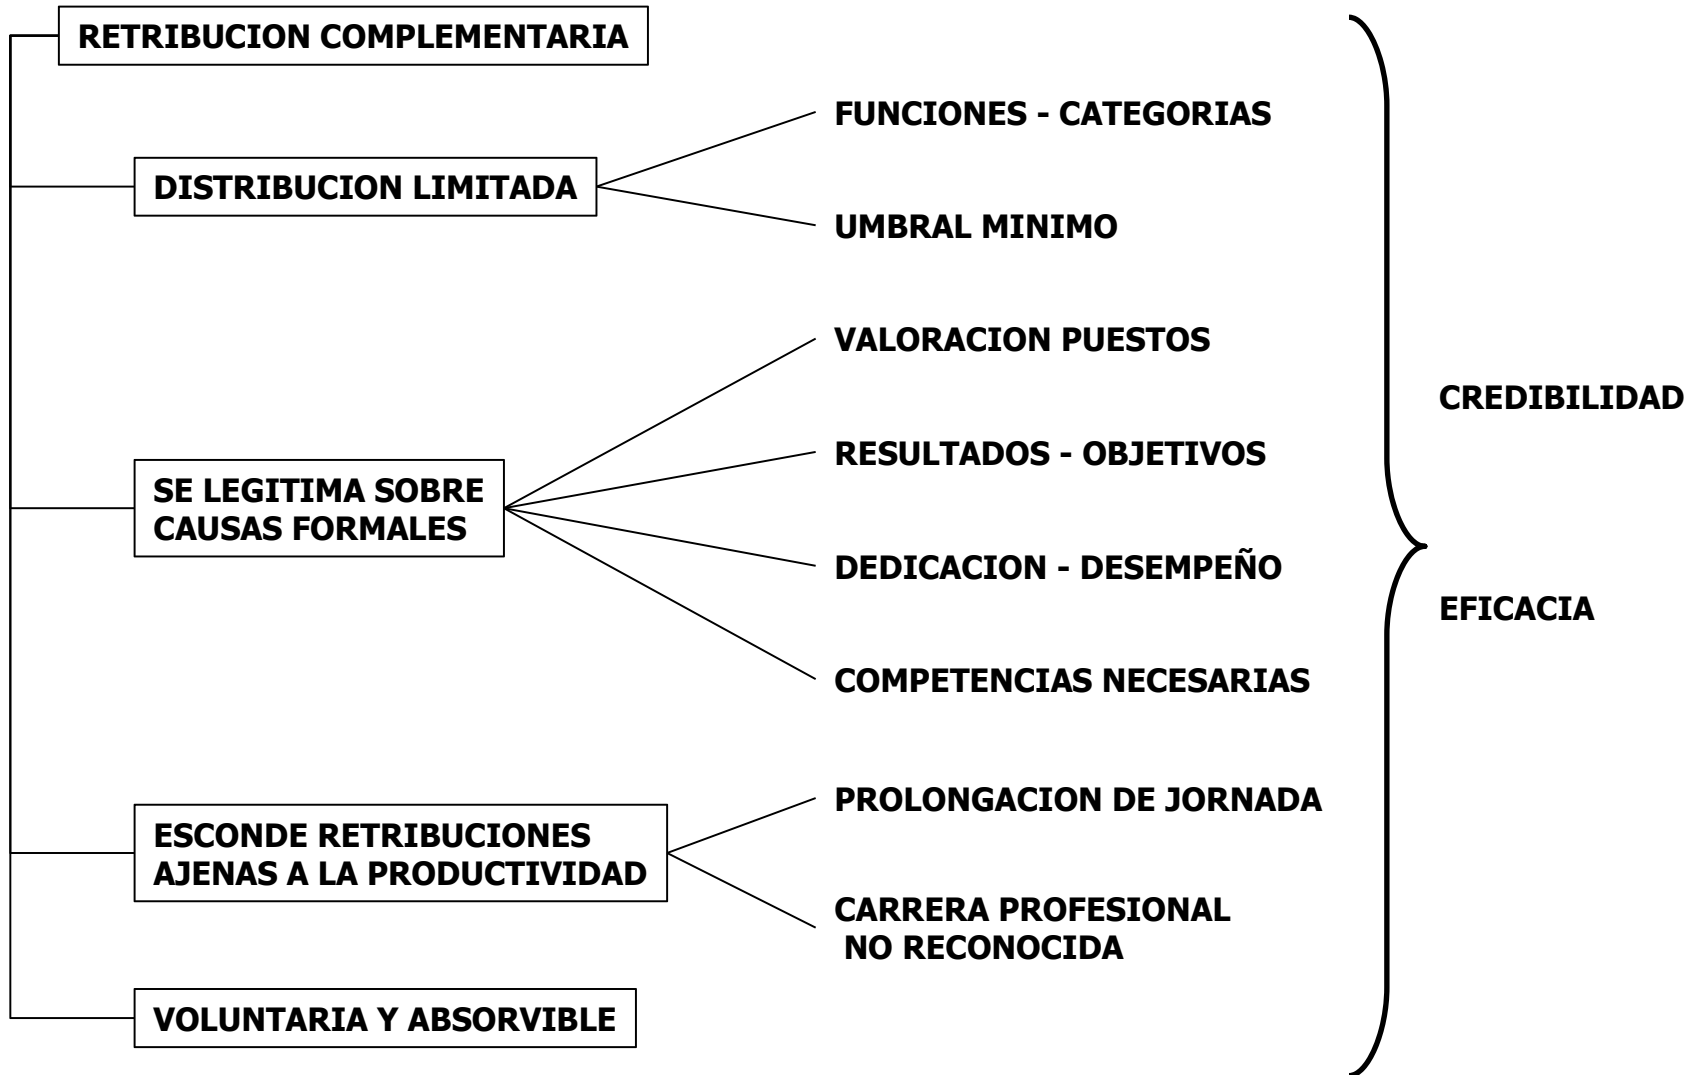 RETRIBUCION COMPLEMENTARIA
DISTRIBUCION LIMITADA
FUNCIONES - CATEGORIAS
UMBRAL MINIMO
SE LEGITIMA SOBRE
CAUSAS FORMALES
VALORACION PUESTOS
RESULTADOS - OBJETIVOS
DEDICACION - DESEMPEÑO
COMPETENCIAS NECESARIAS
ESCONDE RETRIBUCIONES
AJENAS A LA PRODUCTIVIDAD
PROLONGACION DE JORNADA
CARRERA PROFESIONAL
NO RECONOCIDA
VOLUNTARIA Y ABSORVIBLE
CREDIBILIDAD
EFICACIA